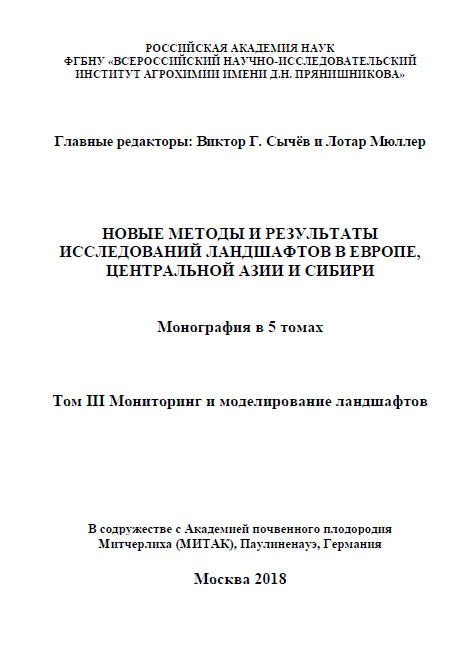 РОССИЙСКАЯ АКАДЕМИЯ НАУК
ФГБНУ «ВСЕРОССИЙСКИЙ НАУЧНО-ИССЛЕДОВАТЕЛЬСКИЙ
ИНСТИТУТ АГРОХИМИИ ИМЕНИ Д.Н. ПРЯНИШНИКОВА»
Главные редакторы: Виктор Г. Сычёв и Лотар Мюллер
НОВЫЕ МЕТОДЫ И РЕЗУЛЬТАТЫ
ИССЛЕДОВАНИЙ ЛАНДШАФТОВ В ЕВРОПЕ,
ЦЕНТРАЛЬНОЙ АЗИИ И СИБИРИ
Монография в 5 томах
Том III Мониторинг и моделирование ландшафтов
В содружестве с Академией почвенного плодородия
Митчерлиха (МИТАК), Паулиненауэ, Германия
Москва 2018